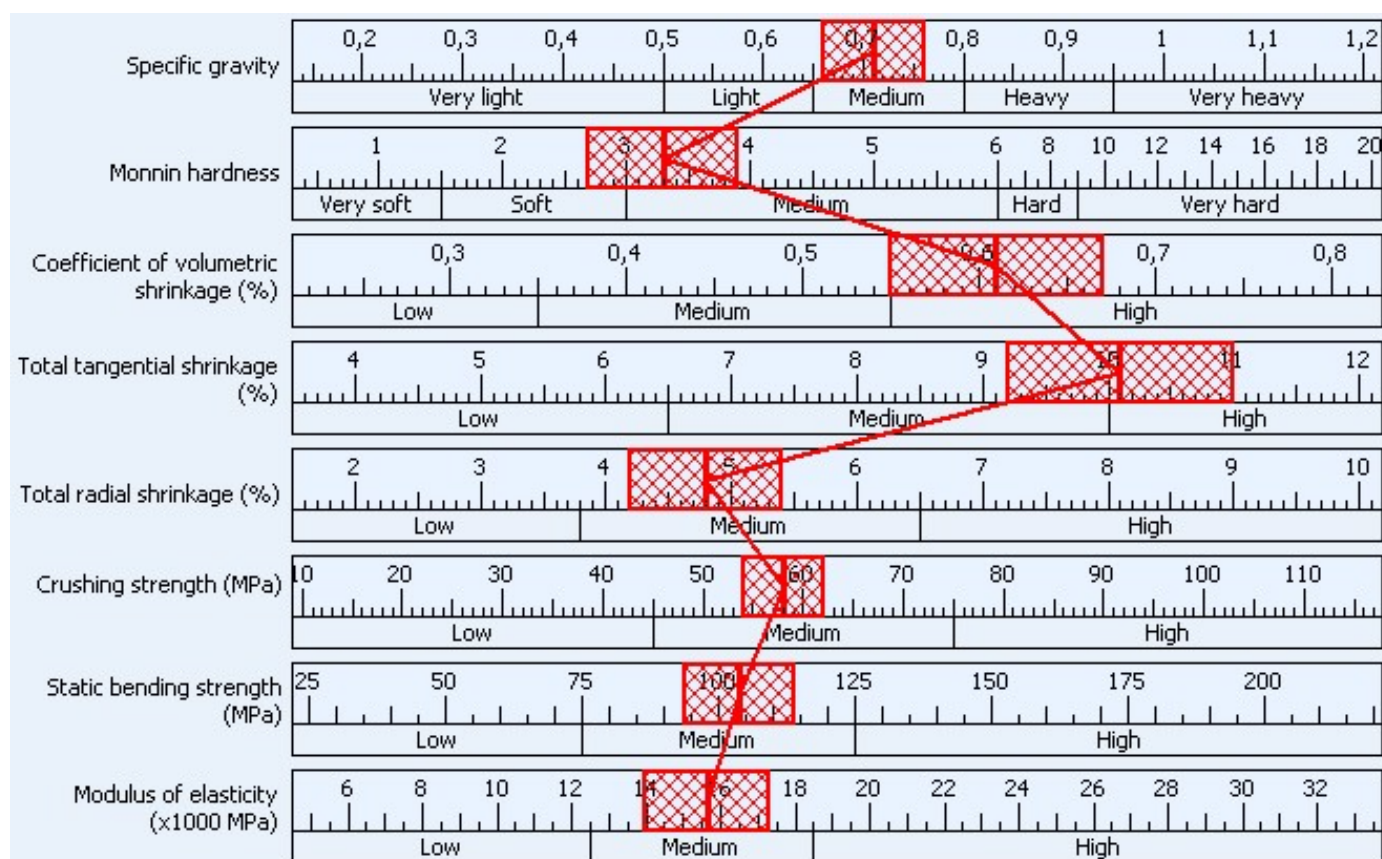 0,2 0,3 0,4 0,5 0,6 0,7 0,8 0,9 1 1,1 1,2
Specific gravity
Very light Light Medium Heavy Very heavy
1 2 3 4 5 6 8 10 12 14 16 18 20
Monnin hardness
Very soft Soft Medium Hard Very hard
0,3 0,4 0,5 0,6 0,7 0,8
Coefficient of volumetric
shrinkage (%)
Low Medium High
4 5 6 7 8 9 10 11 12
Total tangential shrinkage
(%)
Low Medium High
2 3 4 5 6 7 8 9 10
Total radial shrinkage (%)
Low Medium High
10 20 30 40 50 60 70 80 90 100 110
Crushing strength (MPa)
Low Medium High
25 50 75 100 125 150 175 200
Static bending strength
(MPa)
Low Medium High
6 8 10 12 14 16 18 20 22 24 26 28 30 32
Modulus of elasticity
(x1000 MPa)
Low Medium High